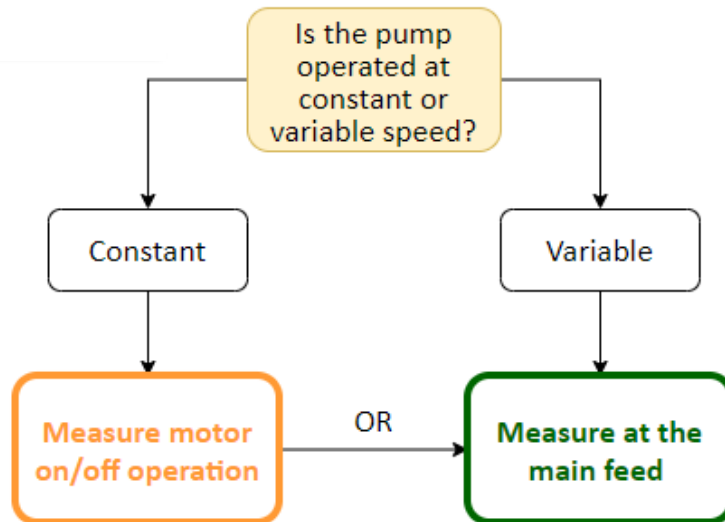 Is the pump
operated at
constant or
variable speed?
Constant
Variable
Measure motor
on/off operation
OR
Measure at the
main feed